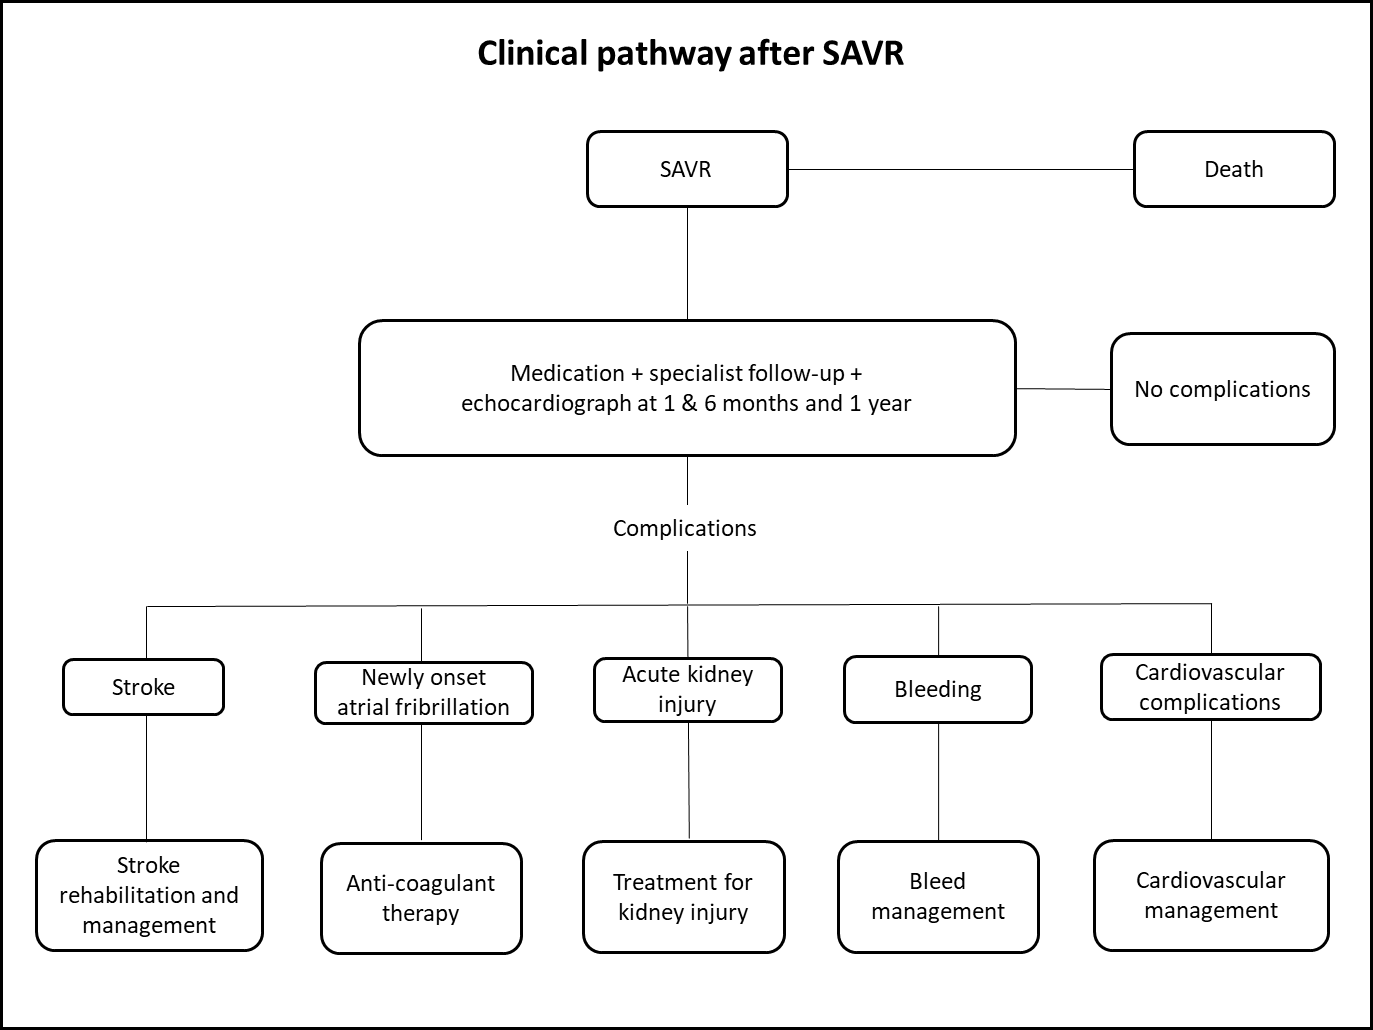 Clinical pathway after SAVR
SAVR
Death
Medication + specialist follow-up +
echocardiograph at 1 & 6 months and 1 year
No complications
Complications
Stroke
Newly onset
atrial fribrillation
Acute kidney
injury
Bleeding
Cardiovascular
complications
Stroke
rehabilitation and
management
Anti-coagulant
therapy
Treatment for
kidney injury
Bleed
management
Cardiovascular
management